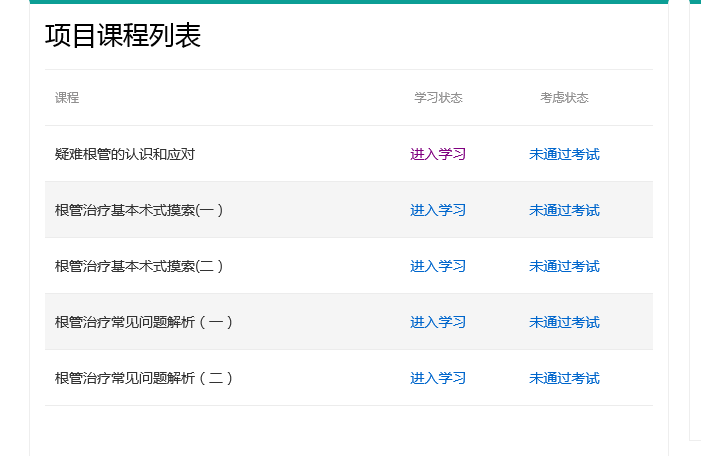 项目课程列表
课程 学习状态 考虑状态
疑难根管的认识和应对 进入学习 未通过考试
根管治疗基本术式摸索(一） 进入学习 未通过考试
根管治疗基本术式摸索(二） 进入学习 未通过考试
根管治疗常见问题解析（一） 进入学习 未通过考试
根管治疗常见问题解析（二） 进入学习 未通过考试